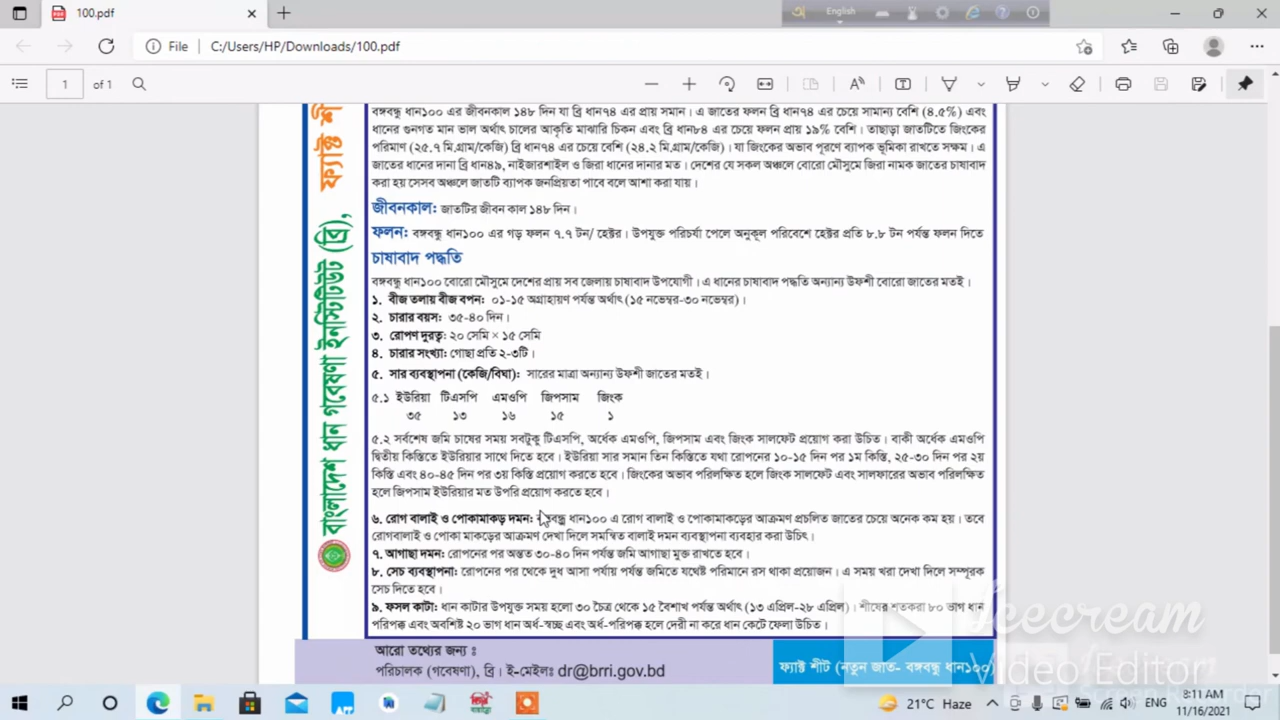 100.pdf
English
File
C:/Users/HP/Downloads/100.pdf
1
of 1
বঙ্গবন্ধু ধান১০০ এর জীবনকাল ১৪৮ দিন যা ব্রি ধান৭৪ এর প্রায় সমান। এ জাতের ফলন ব্রি ধান৭৪ এর চেয়ে সামান্য বেশি (৪.৫%) এবং
ধানের গুনগত মান ভাল অর্থাৎ চালের আকৃতি মাঝারি চিকন এবং ব্রি ধান৮৪ এর চেয়ে ফলন প্রায় ১৯% বেশি। তাছাড়া জাতটিতে জিংকের
পরিমাণ (২৫.৭ মি.গ্রাম/কেজি) ব্রি ধান৭৪ এর চেয়ে বেশি (২৪.২ মি.গ্রাম/কেজি)। যা জিংকের অভাব পূরণে ব্যাপক ভূমিকা রাখতে সক্ষম। এ
জাতের ধানের দানা ব্রি ধান৪৯, নাইজারশাইল ও জিরা ধানের দানার মত। দেশের যে সকল অঞ্চলে বোরো মৌসুমে জিরা নামক জাতের চাষাবাদ
করা হয় সেসব অঞ্চলে জাতটি ব্যাপক জনপ্রিয়তা পাবে বলে আশা করা যায়।
জীবনকাল: জাতটির জীবন কাল ১৪৮ দিন।
ফলন: বঙ্গবন্ধু ধান১০০ এর গড় ফলন ৭.৭ টন/ হেক্টর। উপযুক্ত পরিচর্যা পেলে অনুকূল পরিবেশে হেক্টর প্রতি ৮.৮ টন পর্যন্ত ফলন দিতে
চাষাবাদ পদ্ধতি
বঙ্গবন্ধু ধান১০০ বোরো মৌসুমে দেশের প্রায় সব জেলায় চাষাবাদ উপযোগী। এ ধানের চাষাবাদ পদ্ধতি অন্যান্য উফশী বোরো জাতের মতই।
১. বীজ তলায় বীজ বপন: ০১-১৫ অগ্রাহায়ণ পর্যন্ত অর্থাৎ (১৫ নভেম্বর-৩০ নভেম্বর)।
২. চারার বয়স: ৩৫-৪০ দিন।
৩. রোপণ দুরত্ব: ২০ সেমি × ১৫ সেমি
৪. চারার সংখ্যা: গোছা প্রতি ২-৩টি।
৫. সার ব্যবস্থাপনা (কেজি/বিঘা): সারের মাত্রা অন্যান্য উফশী জাতের মতই।
৫.১ ইউরিয়া টিএসপি এমওপি জিপসাম জিংক
৩৫ ১৩ ১৬ ১৫ ১
৫.২ সর্বশেষ জমি চাষের সময় সবটুকু টিএসপি, অর্ধেক এমওপি, জিপসাম এবং জিংক সালফেট প্রয়োগ করা উচিত। বাকী অর্ধেক এমওপি
দ্বিতীয় কিস্তিতে ইউরিয়ার সাথে দিতে হবে। ইউরিয়া সার সমান তিন কিস্তিতে যথা রোপনের ১০-১৫ দিন পর ১ম কিস্তি, ২৫-৩০ দিন পর ২য়
কিস্তি এবং ৪০-৪৫ দিন পর ৩য় কিস্তি প্রয়োগ করতে হবে। জিংকের অভাব পরিলক্ষিত হলে জিংক সালফেট এবং সালফারের অভাব পরিলক্ষিত
হলে জিপসাম ইউরিয়ার মত উপরি প্রয়োগ করতে হবে।
৬. রোগ বালাই ও পোকামাকড় দমন: বঙ্গবন্ধু ধান১০০ এ রোগ বালাই ও পোকামাকড়ের আক্রমণ প্রচলিত জাতের চেয়ে অনেক কম হয়। তবে
রোগবালাই ও পোকা মাকড়ের আক্রমণ দেখা দিলে সমন্বিত বালাই দমন ব্যবস্থাপনা ব্যবহার করা উচিৎ।
৭. আগাছা দমন: রোপনের পর অন্তত ৩০-৪০ দিন পর্যন্ত জমি আগাছা মুক্ত রাখতে হবে।
৮. সেচ ব্যবস্থাপনা: রোপনের পর থেকে দুধ আসা পর্যায় পর্যন্ত জমিতে যথেষ্ট পরিমানে রস থাকা প্রয়োজন। এ সময় খরা দেখা দিলে সম্পূরক
সেচ দিতে হবে।
৯. ফসল কাটা: ধান কাটার উপযুক্ত সময় হলো ৩০ চৈত্র থেকে ১৫ বৈশাখ পর্যন্ত অর্থাৎ (১৩ এপ্রিল-২৮ এপ্রিল)। শীষের শতকরা ৮০ ভাগ ধান
পরিপক্ক এবং অবশিষ্ট ২০ ভাগ ধান অর্ধ-স্বচ্ছ এবং অর্ধ-পরিপক্ক হলে দেরী না করে ধান কেটে ফেলা উচিত।
বাংলাদেশ ধান গবেষণা ইনস্টিটিউট (ব্রি),
ফ্যাক্ট শী
আরো তথ্যের জন্য :
পরিচালক (গবেষণা), ব্রি। ই-মেইলঃ dr@brri.gov.bd
ফ্যাক্ট শীট (নতুন জাত- বঙ্গবন্ধু ধান১০০
iceecream
Video Editor
21°C Haze
ENG
8:11 AM
11/16/2021